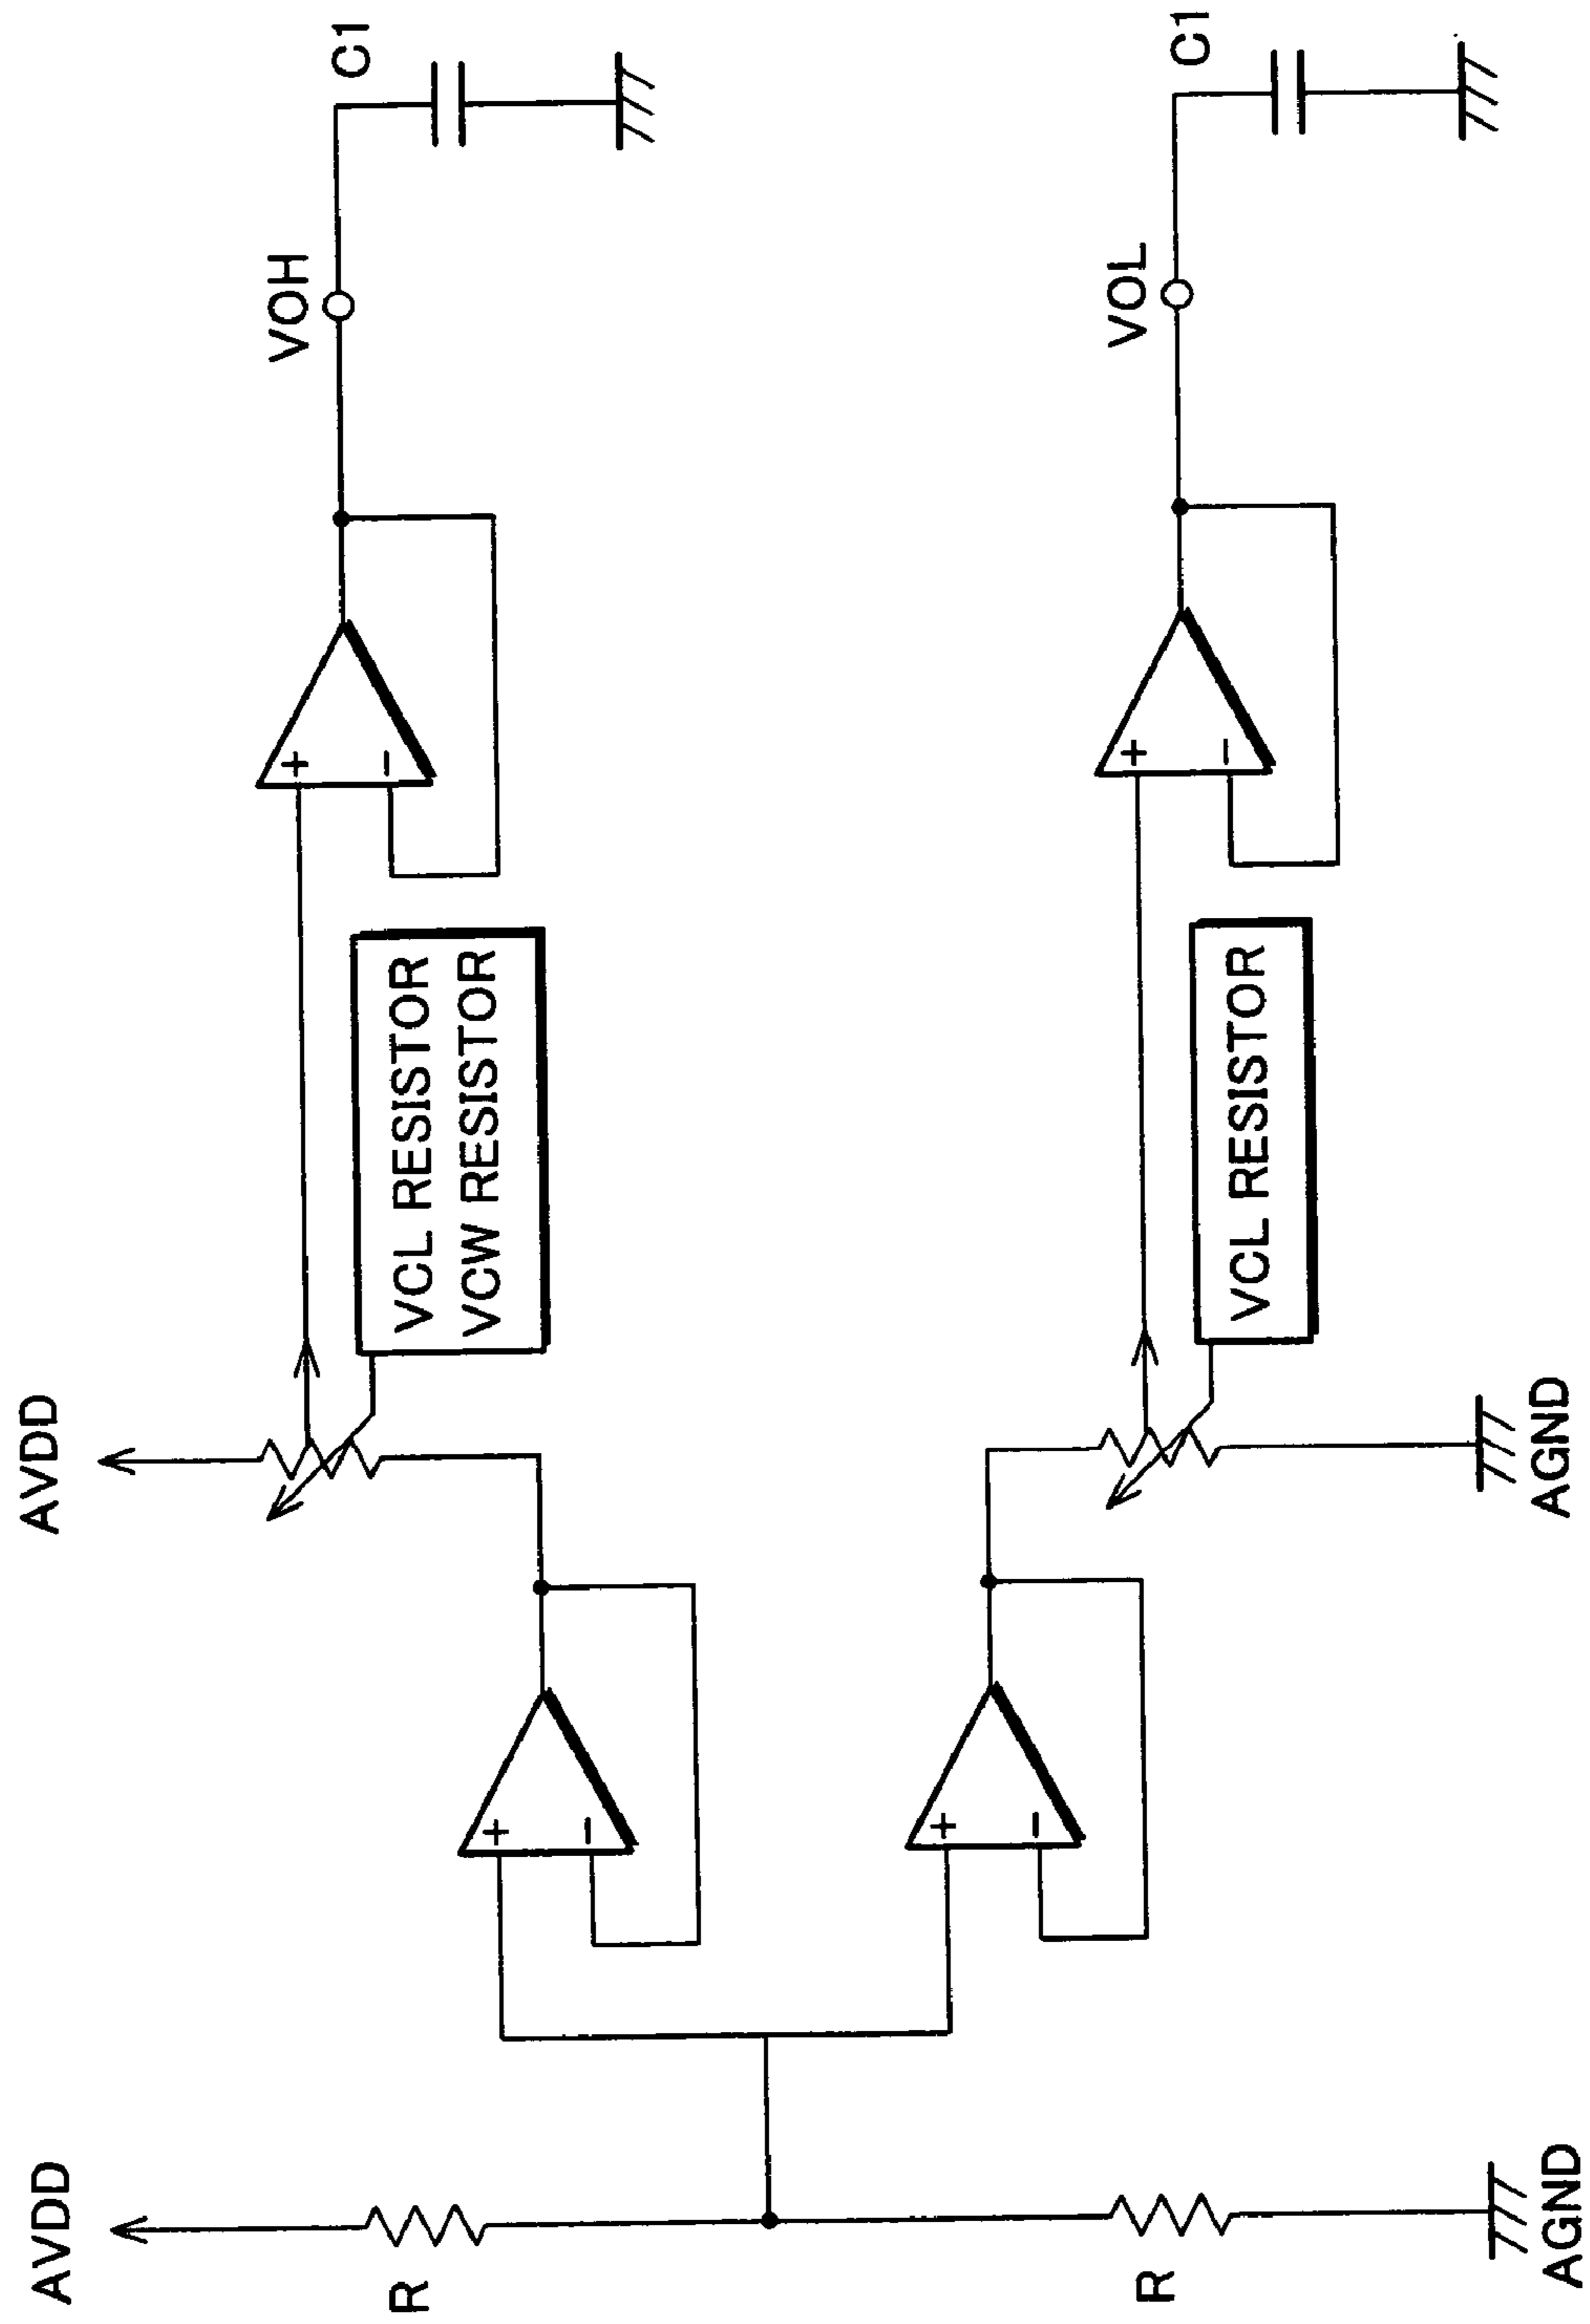 AVDD
R
R
AGND
+
−
+
−
AVDD
VCL RESISTOR
VCW RESISTOR
+
−
VOH
C1
VCL RESISTOR
AGND
+
−
VOL
C1